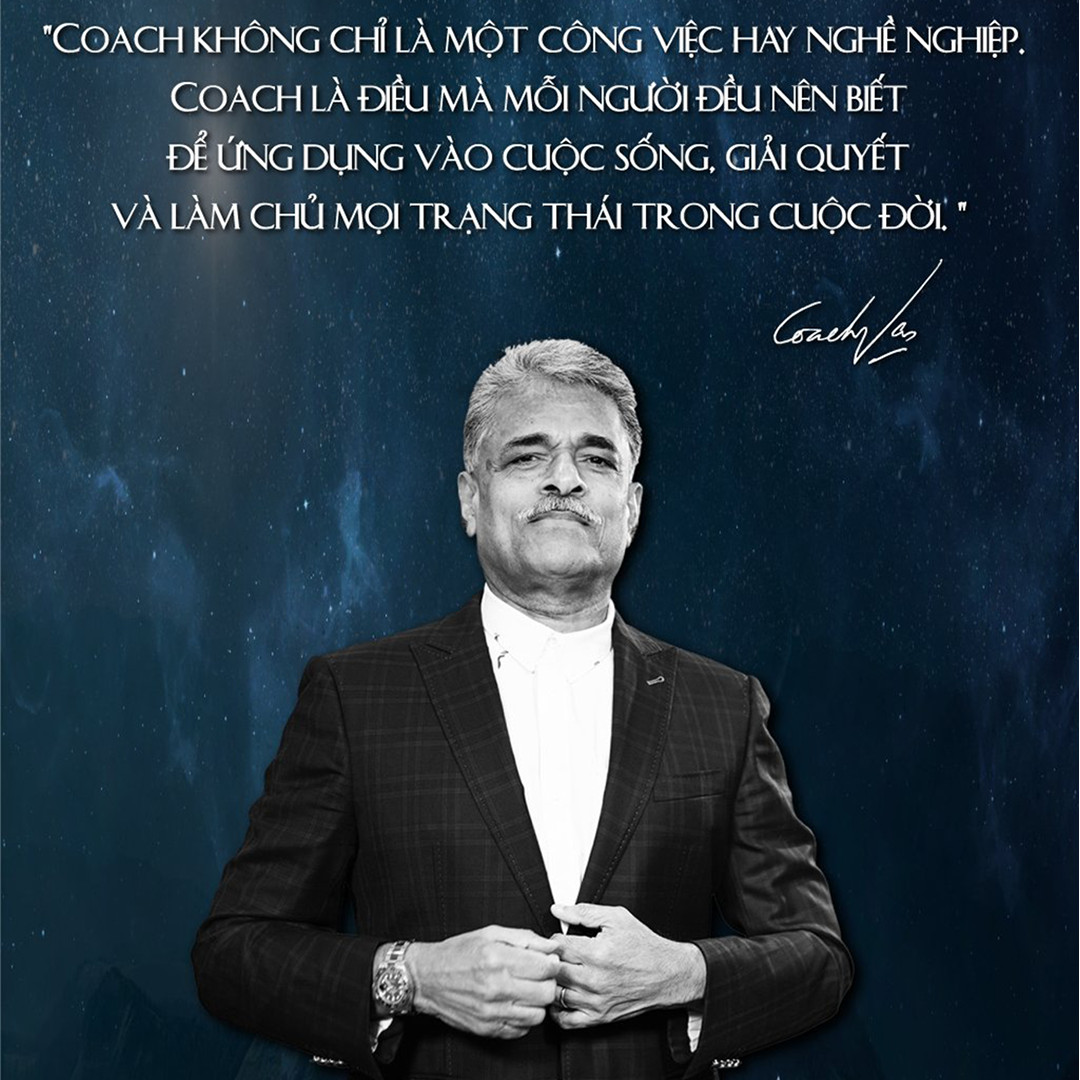 "COACH KHÔNG CHỈ LÀ MỘT CÔNG VIỆC HAY NGHỀ NGHIỆP.
COACH LÀ ĐIỀU MÀ MỖI NGƯỜI ĐỀU NÊN BIẾT
ĐỂ ỨNG DỤNG VÀO CUỘC SỐNG, GIẢI QUYẾT
VÀ LÀM CHỦ MỌI TRẠNG THÁI TRONG CUỘC ĐỜI. "
Coach